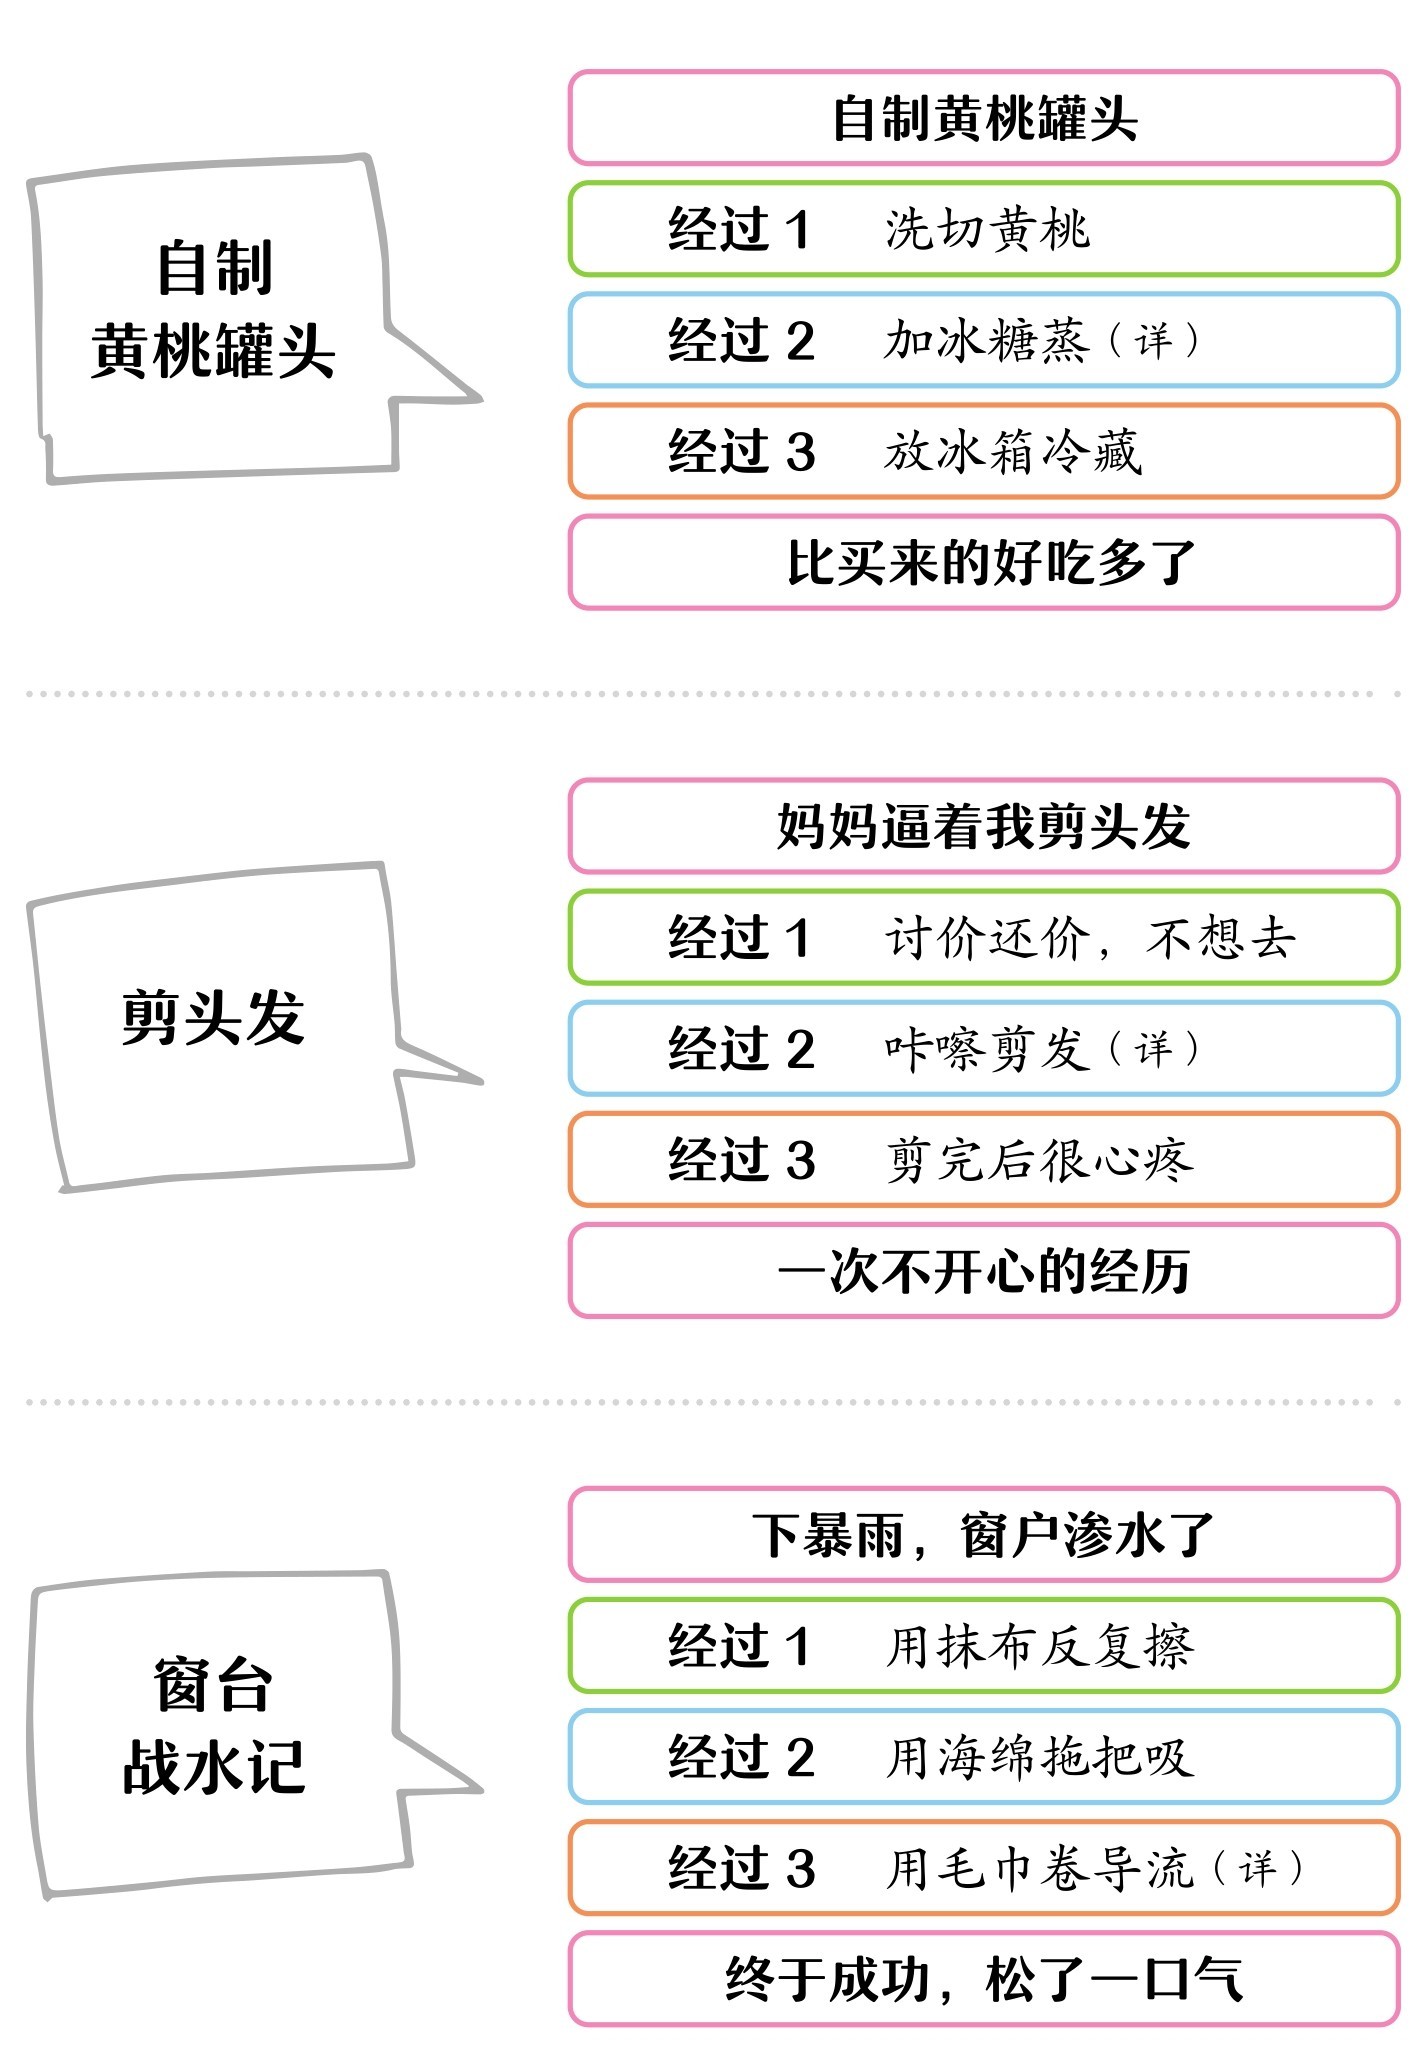 自制
黄桃罐头
自制黄桃罐头
经过1 洗切黄桃
经过2 加冰糖蒸（详）
经过3 放冰箱冷藏
比买来的好吃多了
剪头发
妈妈逼着我剪头发
经过1 讨价还价，不想去
经过2 咔嚓剪发（详）
经过3 剪完后很心疼
一次不开心的经历
窗台
战水记
下暴雨，窗户渗水了
经过1 用抹布反复擦
经过2 用海绵拖把吸
经过3 用毛巾卷导流（详）
终于成功，松了一口气